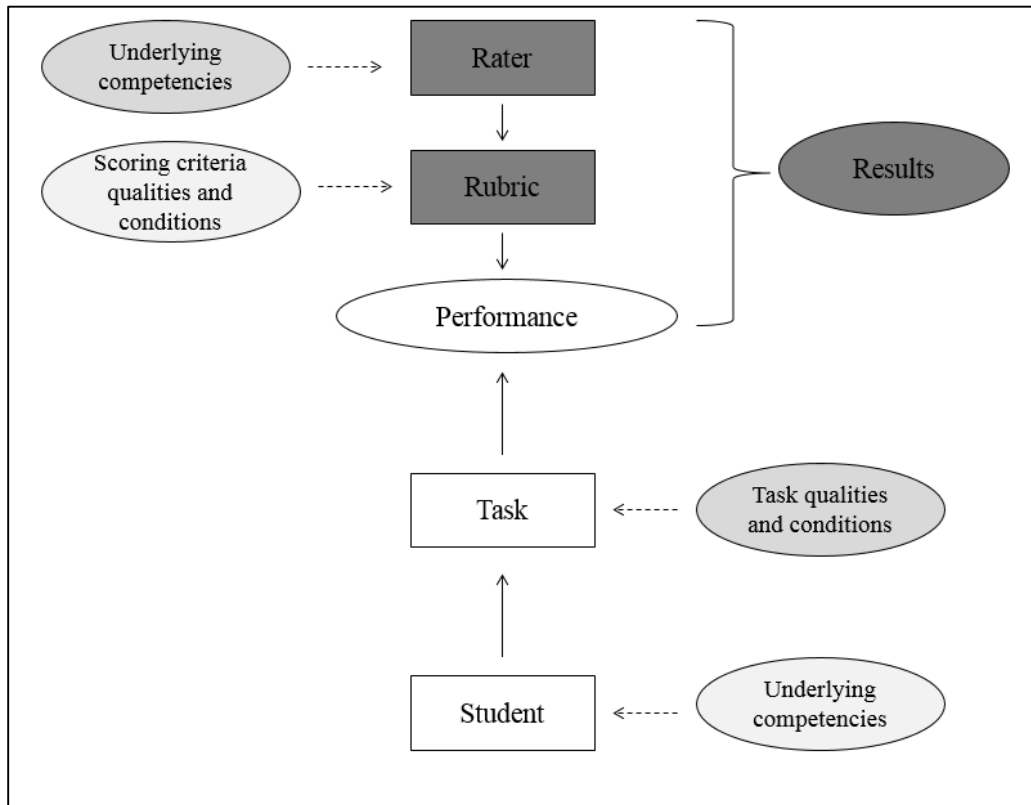 Underlying
competencies
Rater
Scoring criteria
qualities and
conditions
Rubric
Results
Performance
Task
Task qualities
and conditions
Student
Underlying
competencies